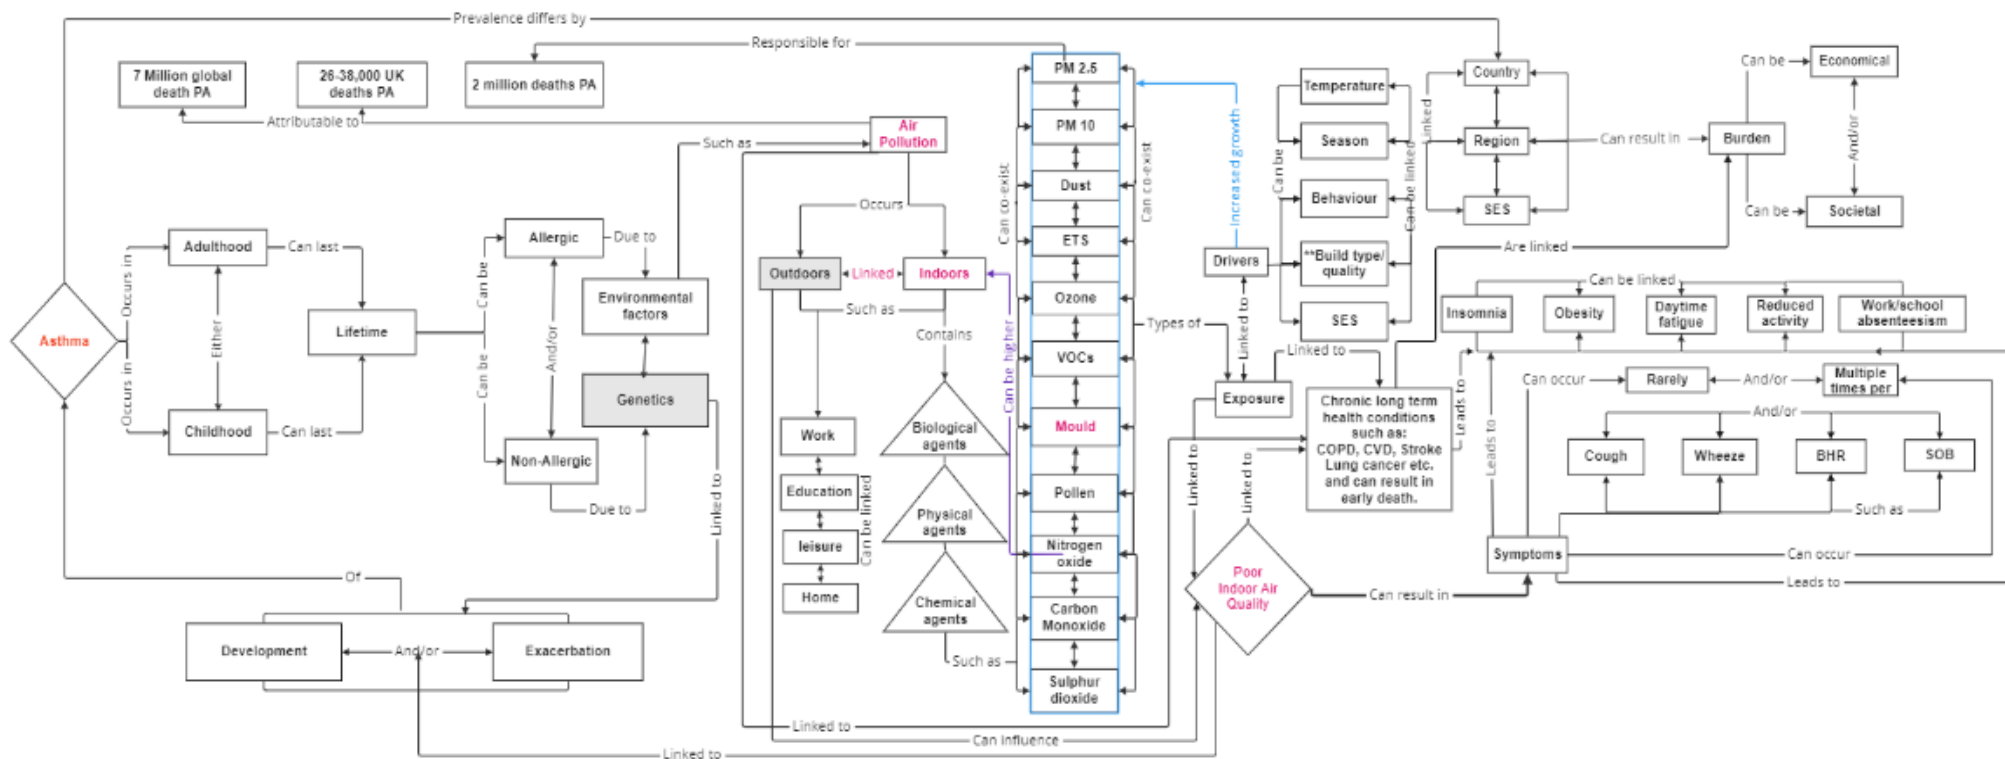 Prevalence differs by
Responsible for
7 Million global
death PA
26-38,000 UK
deaths PA
2 million deaths PA
Attributable to
Air
Pollution
Such as
Occurs
Outdoors
Linked
Indoors
Such as
Contains
Can be higher
Asthma
Occurs in
Occurs in
Adulthood
Either
Childhood
Can last
Can last
Lifetime
Can be
Can be
Allergic
And/or
Non-Allergic
Due to
Due to
Environmental
factors
Genetics
Linked to
Of
Development
And/or
Exacerbation
Linked to
Work
Education
leisure
Home
Can be linked
Biological
agents
Physical
agents
Chemical
agents
Such as
Linked to
Can influence
Can co-exist
PM 2.5
PM 10
Dust
ETS
Ozone
VOCs
Mould
Pollen
Nitrogen
oxide
Carbon
Monoxide
Sulphur
dioxide
Can co-exist
Types of
Increased growth
Drivers
Linked to
Exposure
Linked to
Linked to
Linked to
Poor
Indoor Air
Quality
Can result in
Can be
Temperature
Season
Behaviour
**Build type/
quality
SES
Can be linked
Linked
Country
Region
SES
Can result in
Burden
Can be
Can be
Economical
And/or
Societal
Are linked
Chronic long term
health conditions
such as:
COPD, CVD, Stroke
Lung cancer etc.
and can result in
early death.
Leads to
Can be linked
Insomnia
Obesity
Daytime
fatigue
Reduced
activity
Work/school
absenteesism
Can occur
Rarely
And/or
Multiple
times per
And/or
Cough
Wheeze
BHR
SOB
Such as
Leads to
Symptoms
Can occur
Leads to